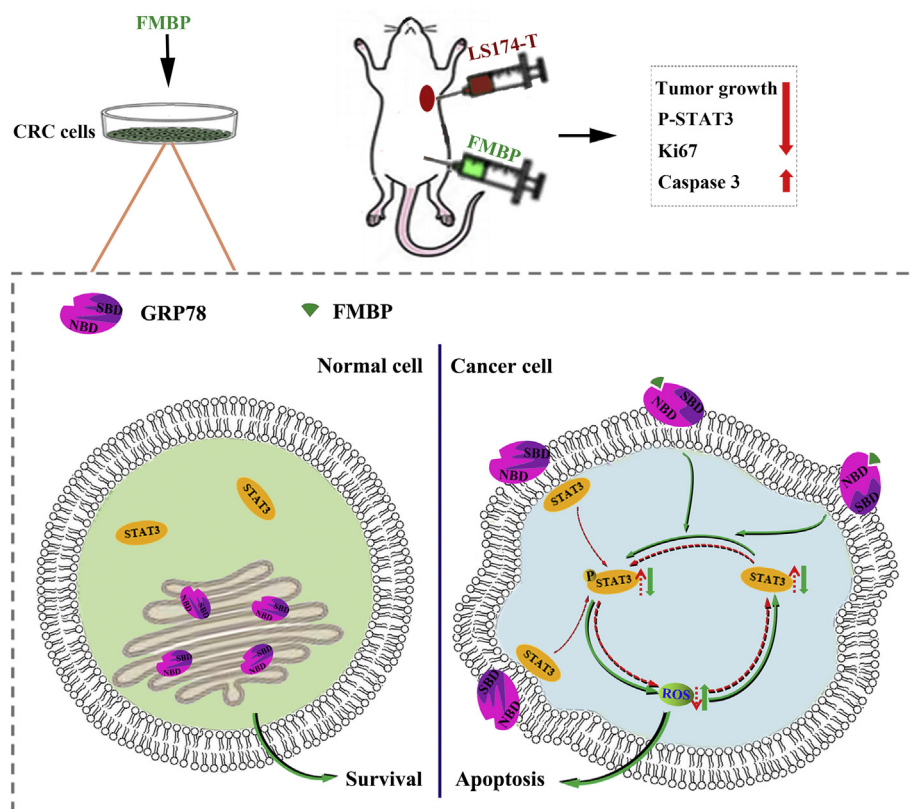 FMBP
CRC cells
LS174-T
FMBP
Tumor growth
P-STAT3
Ki67
Caspase 3
SBD
NBD
GRP78
FMBP
Normal cell
Cancer cell
STAT3
STAT3
NBD
SBD
NBD
SBD
SBD
NBD
SBD
NBD
Survival
NBD
SBD
SBD
NBD
NBD
SBD
STAT3
P
STAT3
STAT3
STAT3
SBD
NBD
ROS
Apoptosis